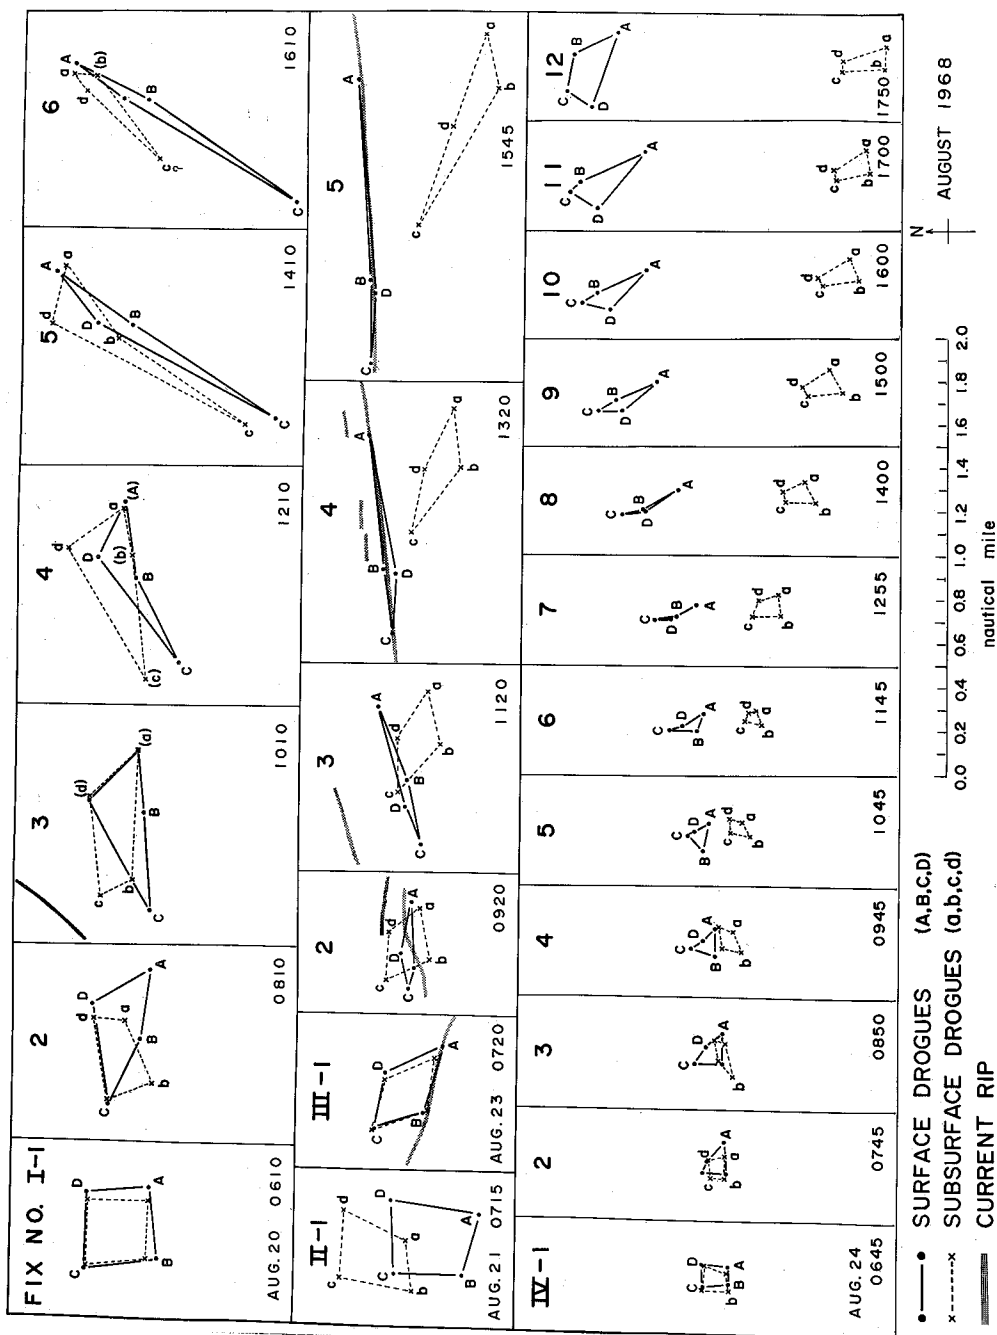 FIX NO. I-1
D
C
A
B
AUG. 20 0610
2
D
d
C
a
A
B
b
0810
3
(d)
c
b
(a)
B
C
1010
4
d
D
a
(A)
(b)
B
C
(c)
1210
5
d
A
a
D
B
b
c
C
1410
6
a
A
(b)
d
B
c?
C
1610
II-1
d
D
c
C
a
A
B
b
AUG. 21 0715
III-1
D
C
B
A
AUG. 23 0720
2
d
c
D
A
a
C
b
0920
3
A
d
a
c
D
B
b
C
1120
4
A
B
D
C
d
a
c
b
1320
5
A
B
D
C
a
d
b
c
1545
IV-1
C
D
b
B
A
AUG. 24
0645
2
d
A
c
a
b
0745
3
C
D
A
b
0850
4
C
D
A
B
a
b
0945
5
C
D
A
B
d
a
b
1045
6
C
D
A
B
c
d
a
b
1145
7
C
B
D
A
c
d
a
b
1255
8
C
B
D
A
c
d
a
b
1400
9
C
B
D
A
d
c
a
b
1500
10
C
B
D
A
d
c
a
b
1600
11
C
B
D
A
d
c
a
b
1700
12
B
A
C
D
d
c
a
b
1750
SURFACE DROGUES (A,B,C,D)
SUBSURFACE DROGUES (a,b,c,d)
CURRENT RIP
0.0 0.2 0.4 0.6 0.8 1.0 1.2 1.4 1.6 1.8 2.0
nautical mile
N
AUGUST 1968